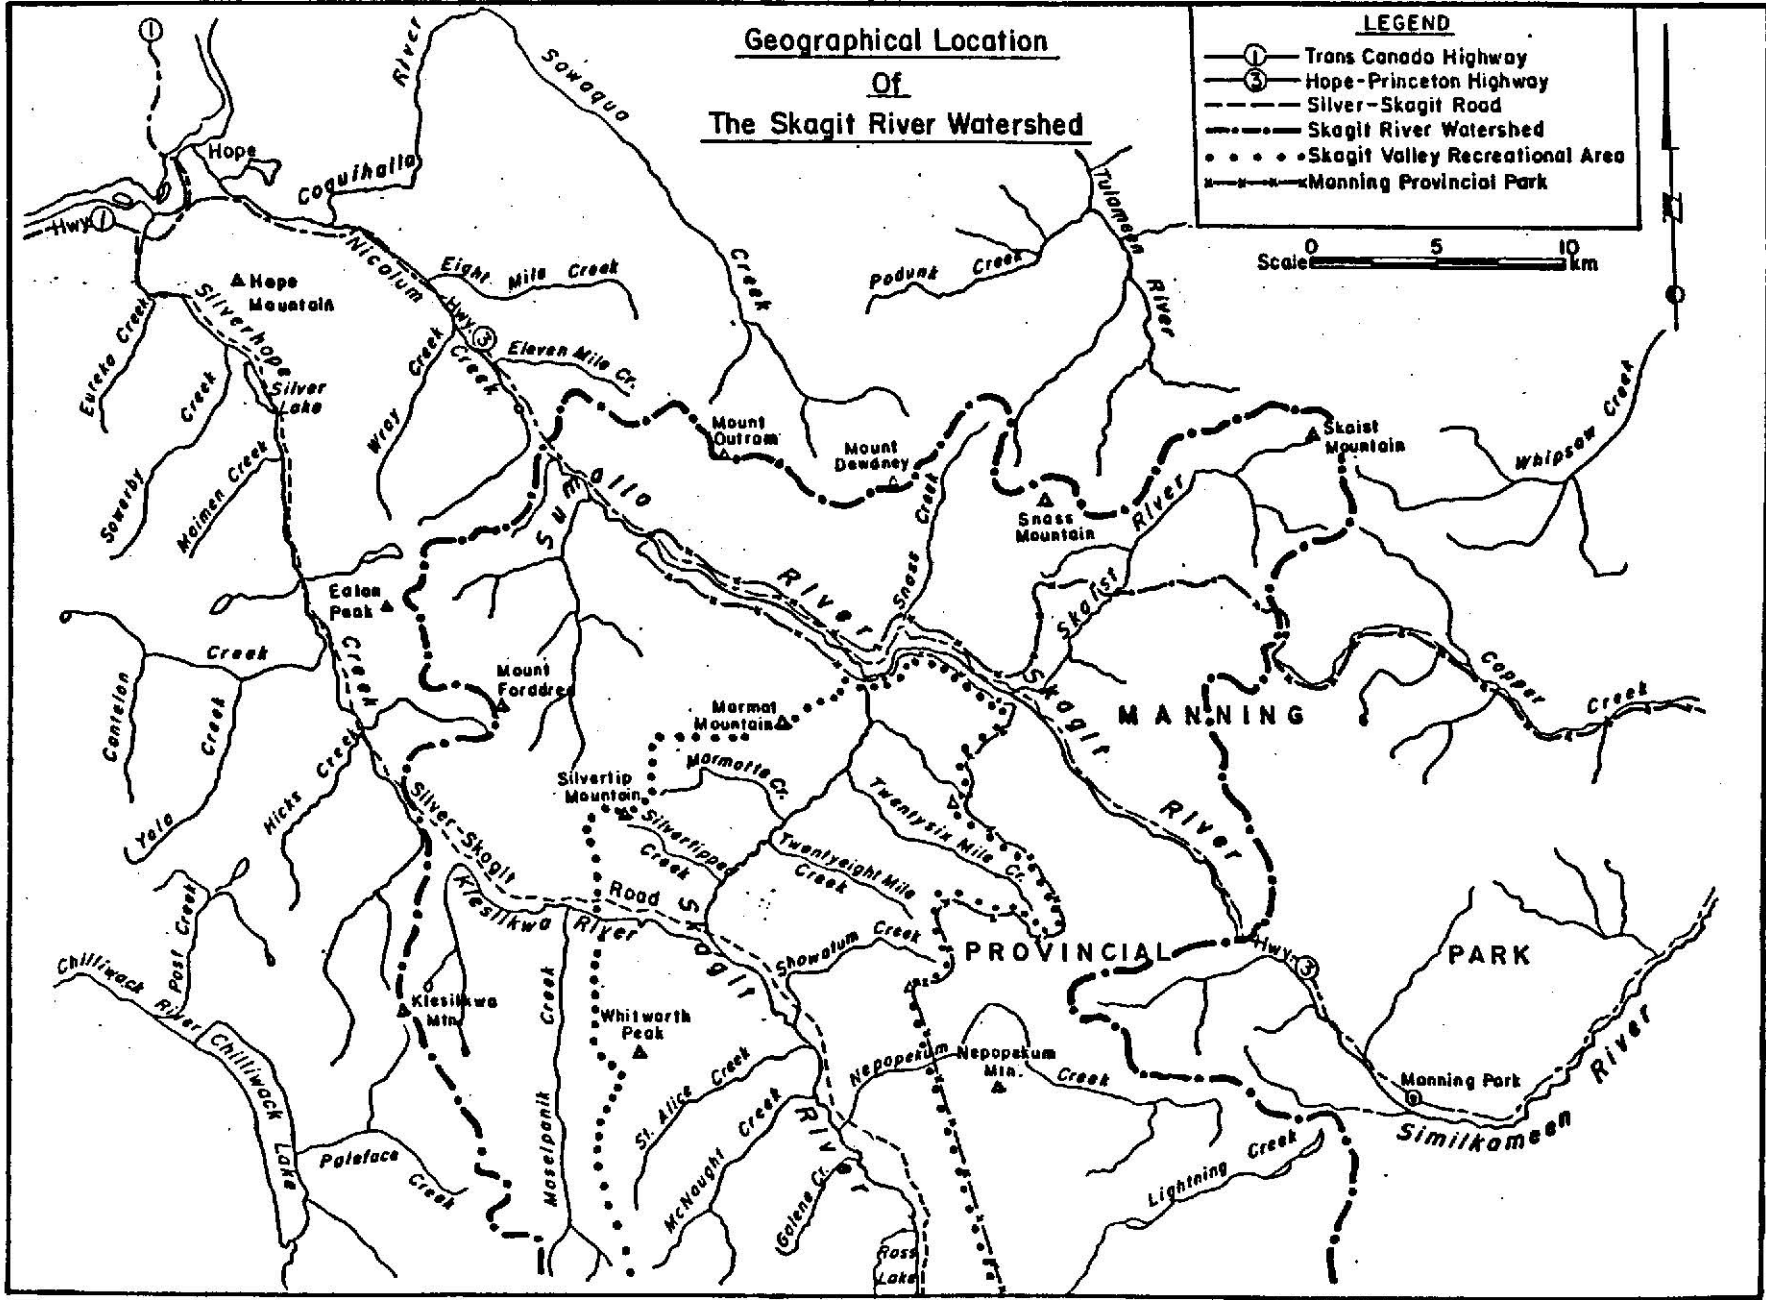 Geographical Location
Of
The Skagit River Watershed
LEGEND
1 Trans Canada Highway
3 Hope-Princeton Highway
Silver-Skagit Road
Skagit River Watershed
Skagit Valley Recreational Area
Manning Provincial Park
0 5 10
Scale km
N
1
Hope
Hwy 1
Coquihalla River
Sowaqua Creek
Tulameen River
Podunk Creek
Nicolum Creek
Eight Mile Creek
Hwy. 3
Eleven Mile Cr.
Wray Creek
Hope
Mountain
Silverhope Creek
Silver
Lake
Eureka Creek
Sowerby Creek
Maimen Creek
Mount
Outram
Mount
Dewdney
Snass Creek
Snass
Mountain
Skaist
Mountain
Skaist River
Whipsaw Creek
Sumallo River
Eaton
Peak
Mount
Forddred
Cantelon Creek
Yola Creek
Hicks Creek
Marmot
Mountain
Marmotte Cr.
Silvertip
Mountain
Silvertipped
Creek
Twentysix Mile Cr.
Twentyeight Mile
Creek
Skagit River
MANNING
PROVINCIAL
PARK
Copper Creek
Silver-Skagit Road
Klesilkwa River
Klesilkwa
Mtn.
Post Creek
Chilliwack River
Chilliwack Lake
Paleface Creek
Maselpanik Creek
Whitworth
Peak
St. Alice Creek
McNaught Creek
Galene Cr.
Skagit River
Showatum Creek
Nepopekum Creek
Nepopekum
Mtn.
Hwy. 3
Manning Park
Similkameen River
Lightning Creek
Ross
Lake